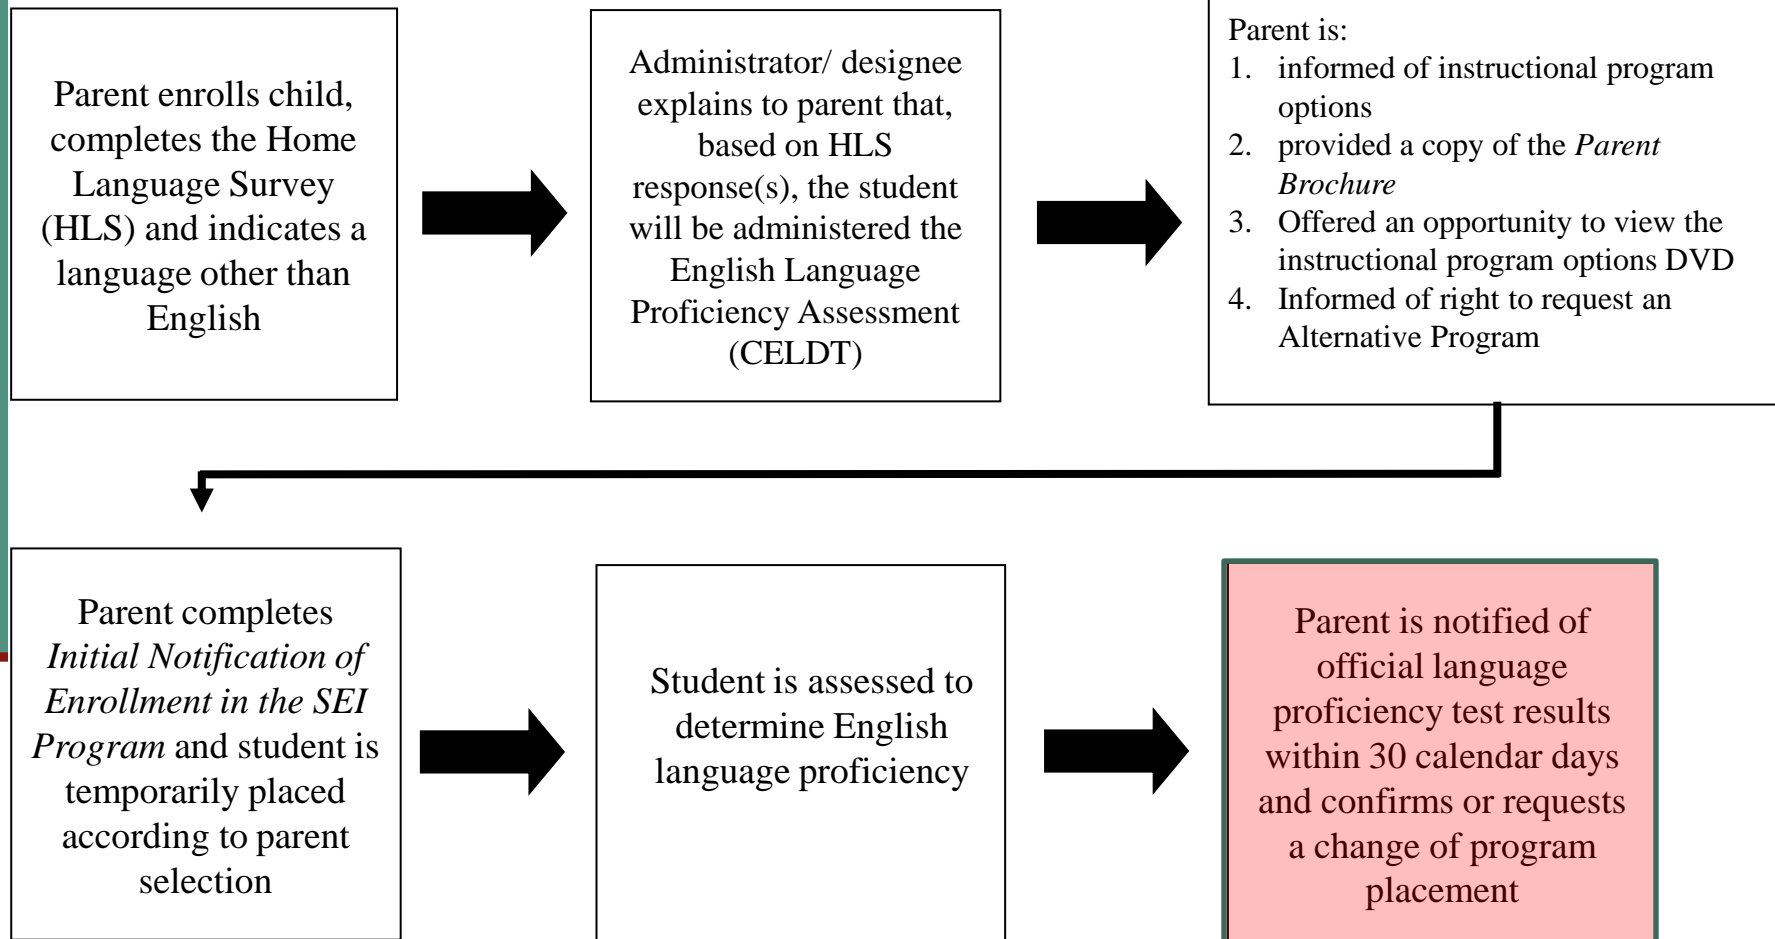 Parent enrolls child,
completes the Home
Language Survey
(HLS) and indicates a
language other than
English
Administrator/ designee
explains to parent that,
based on HLS
response(s), the student
will be administered the
English Language
Proficiency Assessment
(CELDT)
Parent is:
1. informed of instructional program
options
2. provided a copy of the Parent
Brochure
3. Offered an opportunity to view the
instructional program options DVD
4. Informed of right to request an
Alternative Program
Parent completes
Initial Notification of
Enrollment in the SEI
Program and student is
temporarily placed
according to parent
selection
Student is assessed to
determine English
language proficiency
Parent is notified of
official language
proficiency test results
within 30 calendar days
and confirms or requests
a change of program
placement